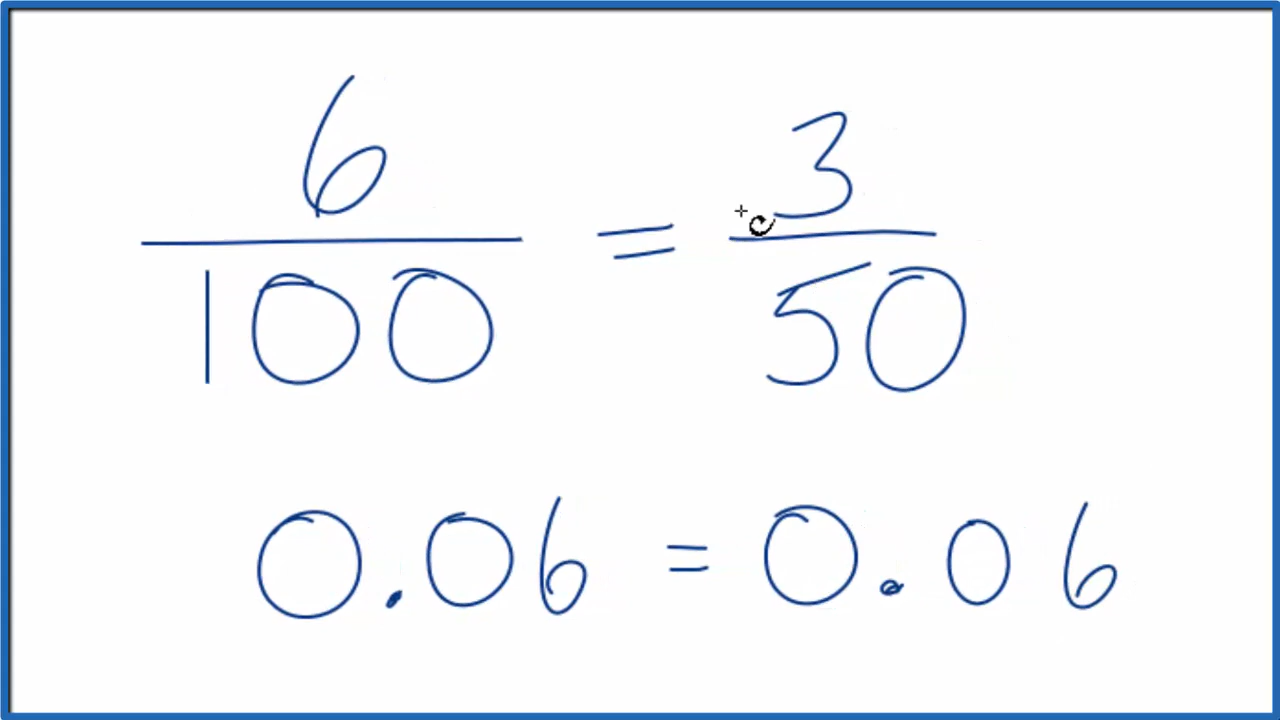 6/100 = 3/50
0.06 = 0.06